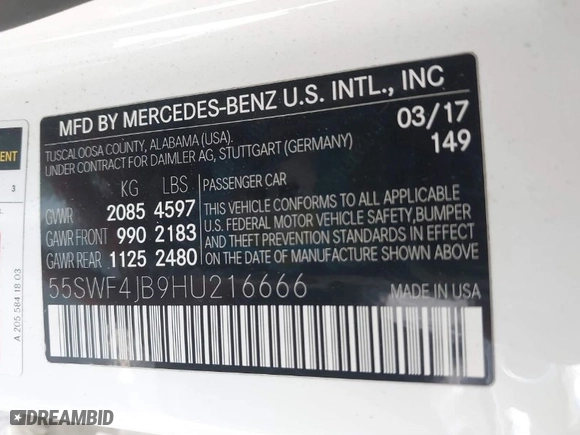 MFD BY MERCEDES-BENZ U.S. INTL., INC
TUSCALOOSA COUNTY, ALABAMA (USA).
UNDER CONTRACT FOR DAIMLER AG, STUTTGART (GERMANY)
03/17
149
KG LBS
GVWR 2085 4597
GAWR FRONT 990 2183
GAWR REAR 1125 2480
PASSENGER CAR
THIS VEHICLE CONFORMS TO ALL APPLICABLE
U.S. FEDERAL MOTOR VEHICLE SAFETY, BUMPER
AND THEFT PREVENTION STANDARDS IN EFFECT
ON THE DATE OF MANUFACTURE SHOWN ABOVE.
55SWF4JB9HU216666
MADE IN USA
3
A 205 584 18 03
DREAMBID